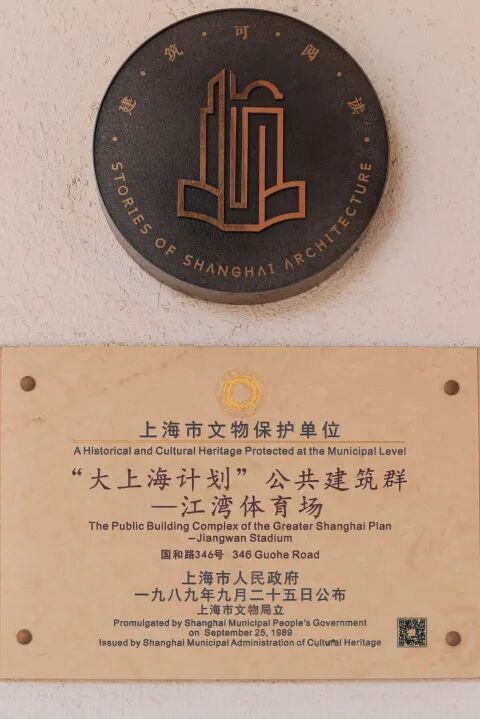 ·建·筑·可·阅·读·
STORIES OF SHANGHAI ARCHITECTURE
上海市文物保护单位
A Historical and Cultural Heritage Protected at the Municipal Level
“大上海计划”公共建筑群
—江湾体育场
The Public Building Complex of the Greater Shanghai Plan
—Jiangwan Stadium
国和路346号 346 Guohe Road
上海市人民政府
一九八九年九月二十五日公布
上海市文物局立
Promulgated by Shanghai Municipal People's Government
on September 25, 1989
Issued by Shanghai Municipal Administration of Cultural Heritage